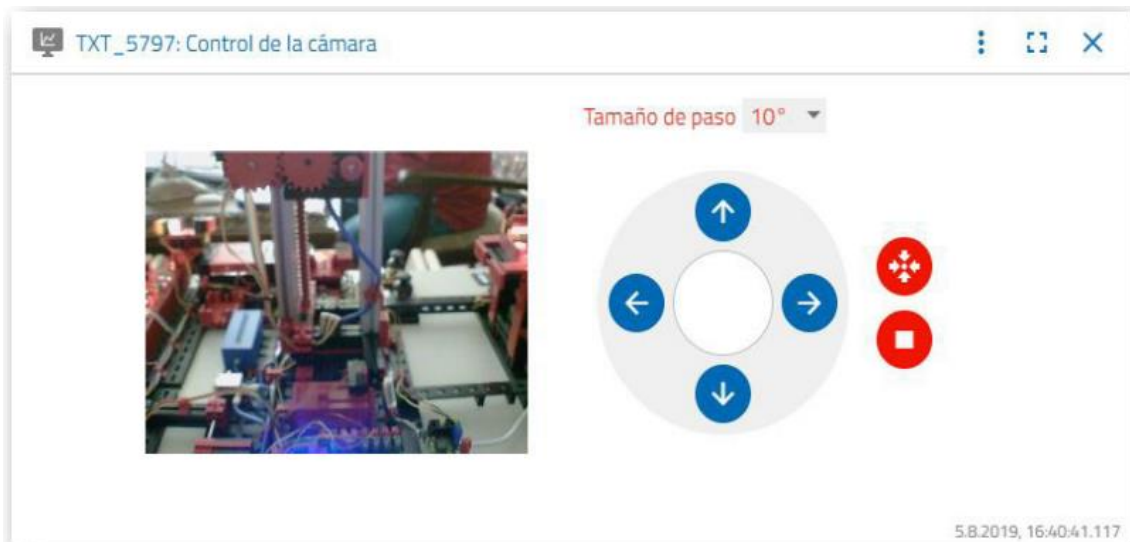 TXT_5797: Control de la cámara
Tamaño de paso 10°
5.8.2019, 16:40:41.117